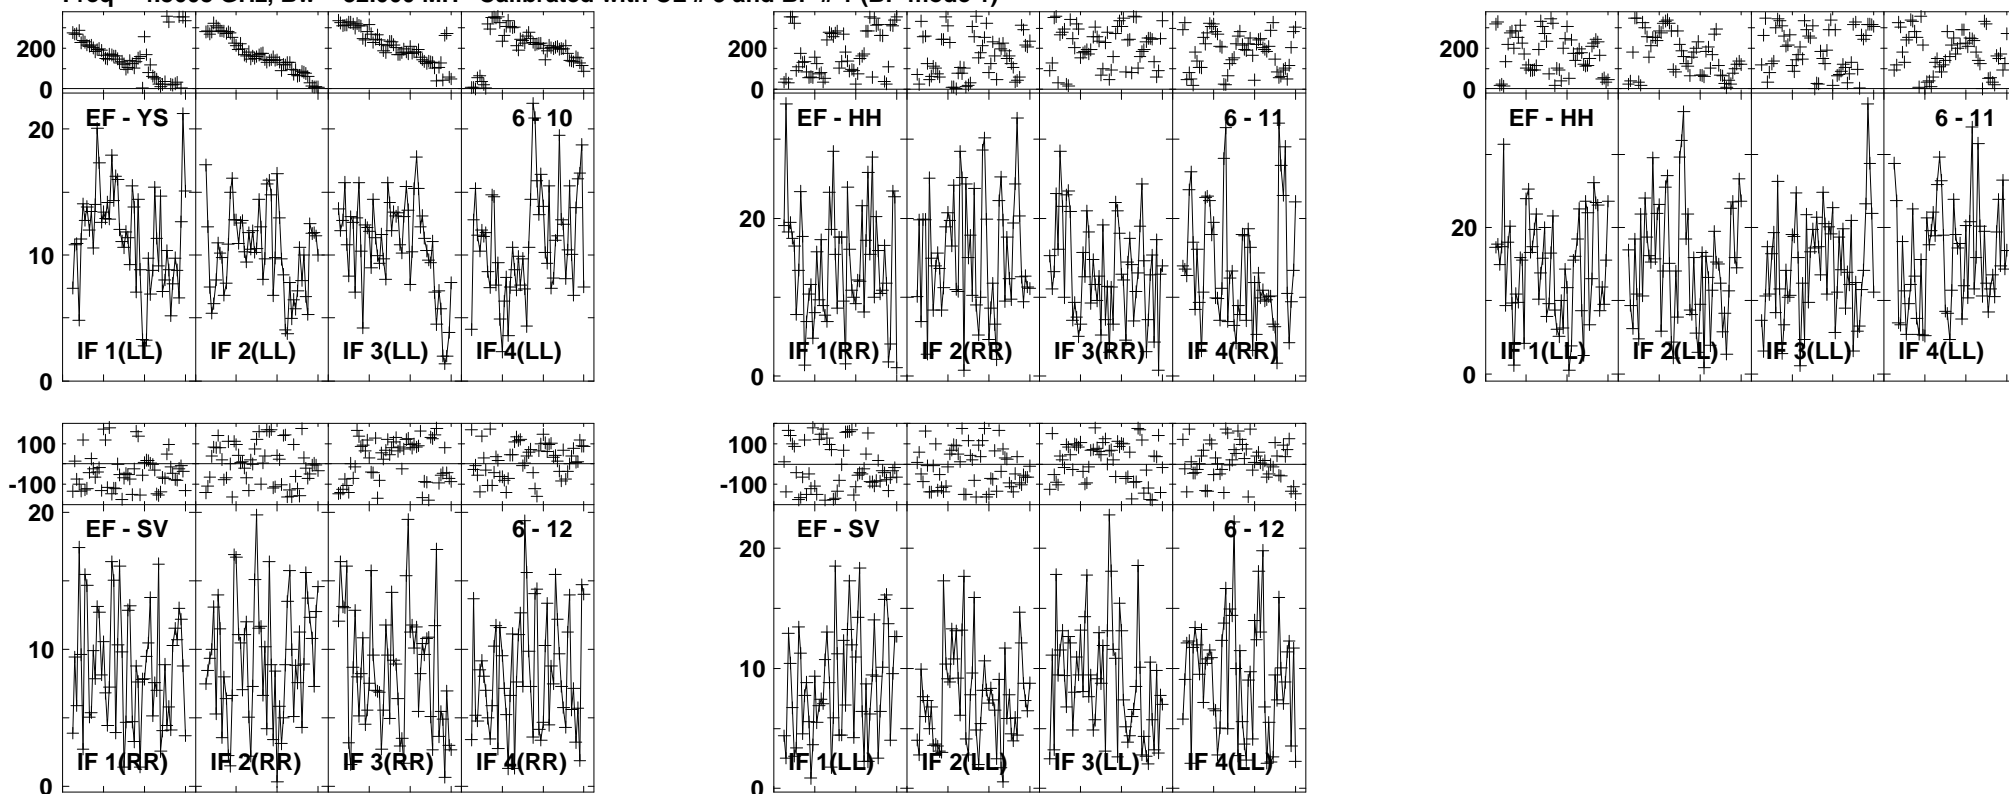 200
0
EF - YS
6 - 10
20
10
0
IF 1(LL)
IF 2(LL)
IF 3(LL)
IF 4(LL)
200
0
EF - HH
6 - 11
20
0
IF 1(RR)
IF 2(RR)
IF 3(RR)
IF 4(RR)
200
0
EF - HH
6 - 11
20
0
IF 1(LL)
IF 2(LL)
IF 3(LL)
IF 4(LL)
100
-100
EF - SV
6 - 12
20
10
0
IF 1(RR)
IF 2(RR)
IF 3(RR)
IF 4(RR)
100
-100
EF - SV
6 - 12
20
10
0
IF 1(LL)
IF 2(LL)
IF 3(LL)
IF 4(LL)